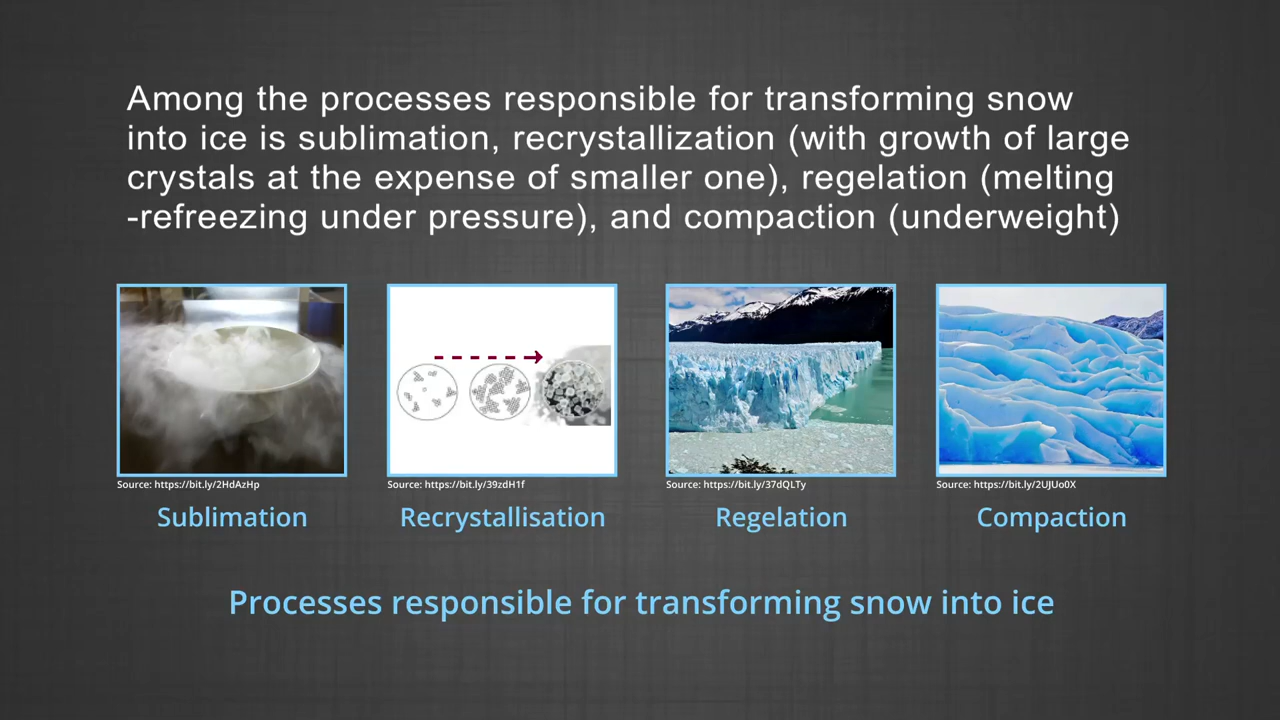 Among the processes responsible for transforming snow
into ice is sublimation, recrystallization (with growth of large
crystals at the expense of smaller one), regelation (melting
-refreezing under pressure), and compaction (underweight)
Source: https://bit.ly/2HdAzHp
Source: https://bit.ly/39zdH1f
Source: https://bit.ly/37dQLTy
Source: https://bit.ly/2UJUo0X
Sublimation
Recrystallisation
Regelation
Compaction
Processes responsible for transforming snow into ice